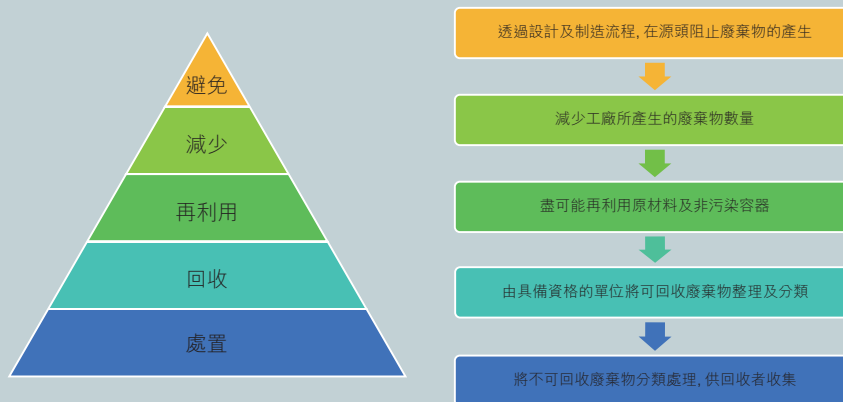 避免
減少
再利用
回收
處置
透過設計及制造流程, 在源頭阻止廢棄物的產生
減少工廠所產生的廢棄物數量
盡可能再利用原材料及非污染容器
由具備資格的單位將可回收廢棄物整理及分類
將不可回收廢棄物分類處理, 供回收者收集